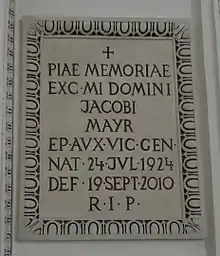 PIAE MEMORIAE
EXC·MI DOMINI
JACOBI
MAYR
EP·AVX·VIC·GEN·
NAT·24·JVL·1924
DEF·19·SEPT·2010
R·I·P·